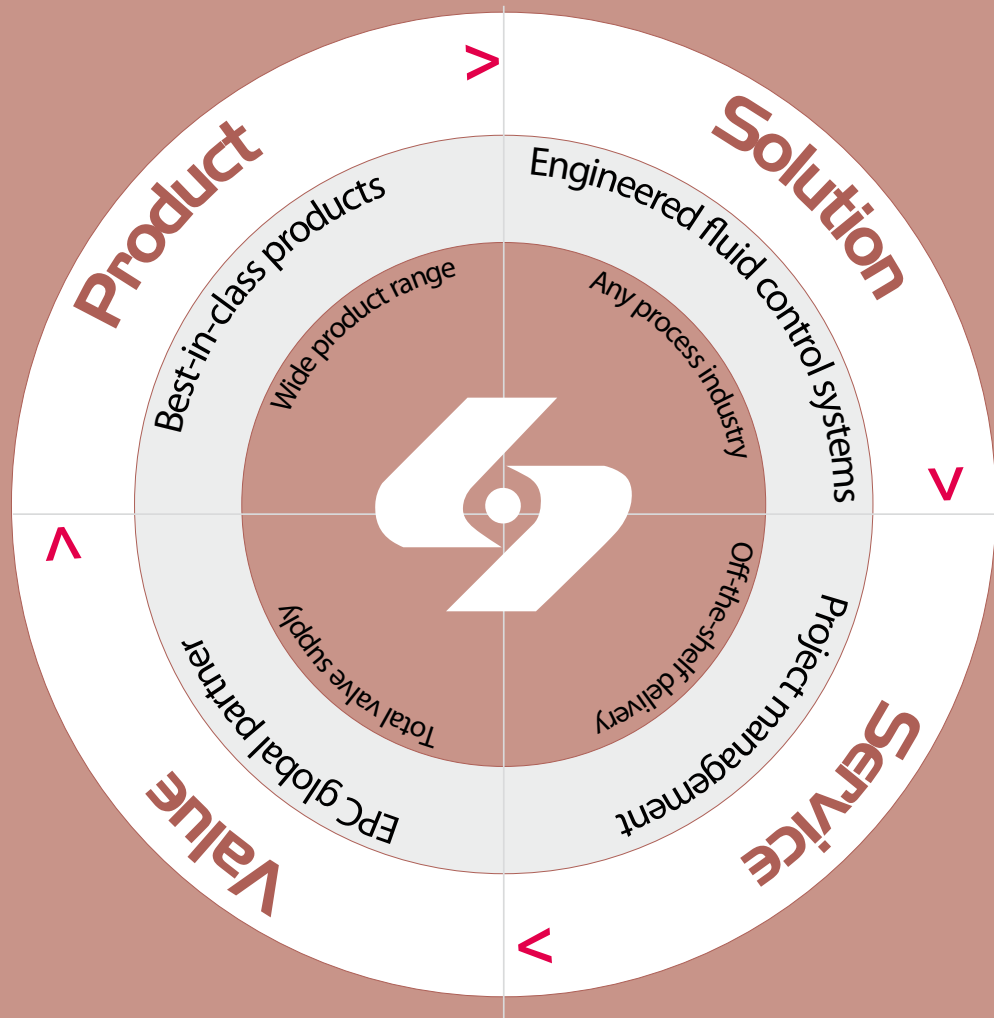 Product
Best-in-class products
Wide product range
>
Solution
Engineered fluid control systems
Any process industry
>
Service
Project management
Off-the-shelf delivery
>
Value
EPC global partner
Total valve supply
>